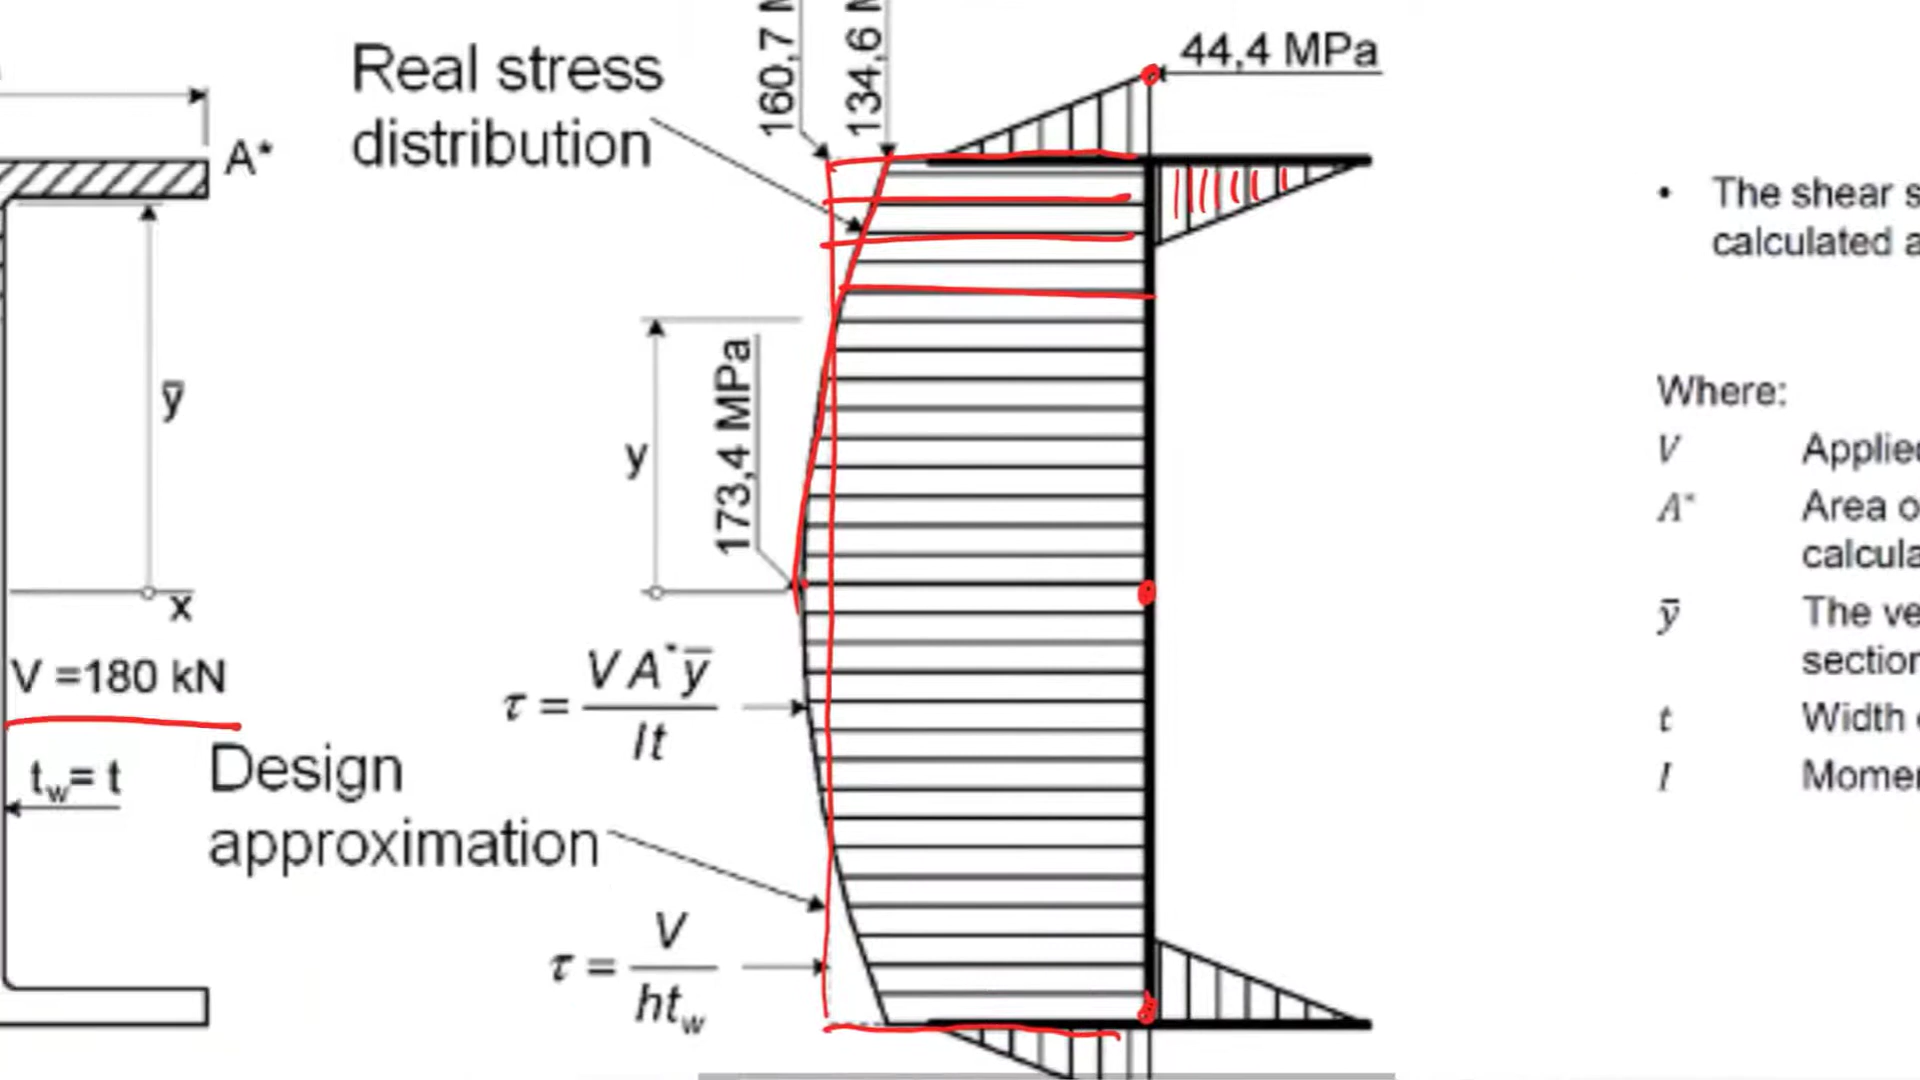 Real stress
distribution
160,7
134,6
44,4 MPa
A*
ȳ
x
V =180 kN
t_w= t
y
173,4 MPa
τ = V A* ȳ / It
Design
approximation
τ = V / ht_w
• The shear s
calculated a
Where:
V Applied
A* Area o
calcula
ȳ The ve
section
t Width
I Momen